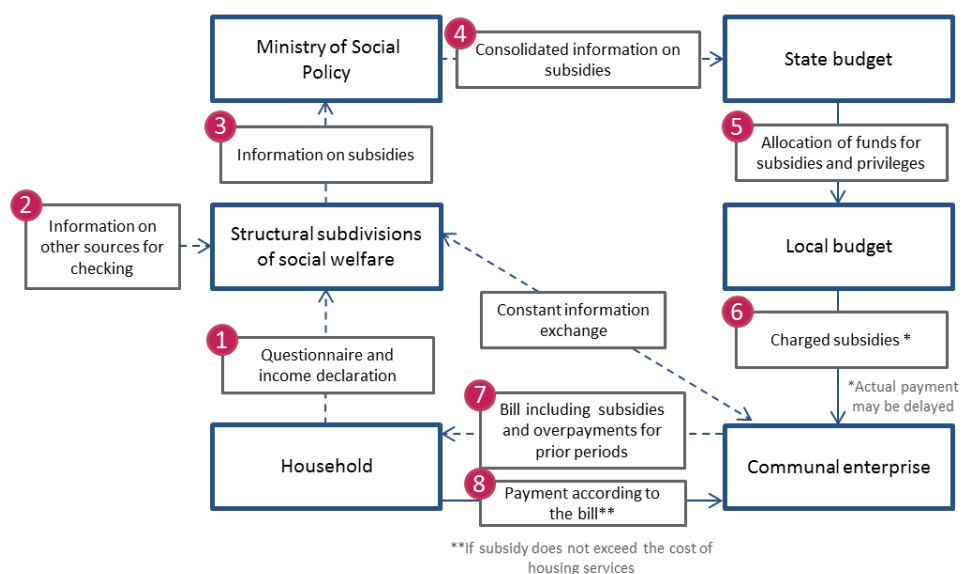 4
Ministry of Social
Policy
Consolidated information on
subsidies
State budget
3
Information on subsidies
5
Allocation of funds for
subsidies and privileges
2
Information on
other sources for
checking
Structural subdivisions
of social welfare
Local budget
Constant information
exchange
6
Charged subsidies *
1
Questionnaire and
income declaration
*Actual payment
may be delayed
7
Bill including subsidies
and overpayments for
prior periods
Household
Communal enterprise
8
Payment according to
the bill**
**If subsidy does not exceed the cost of
housing services